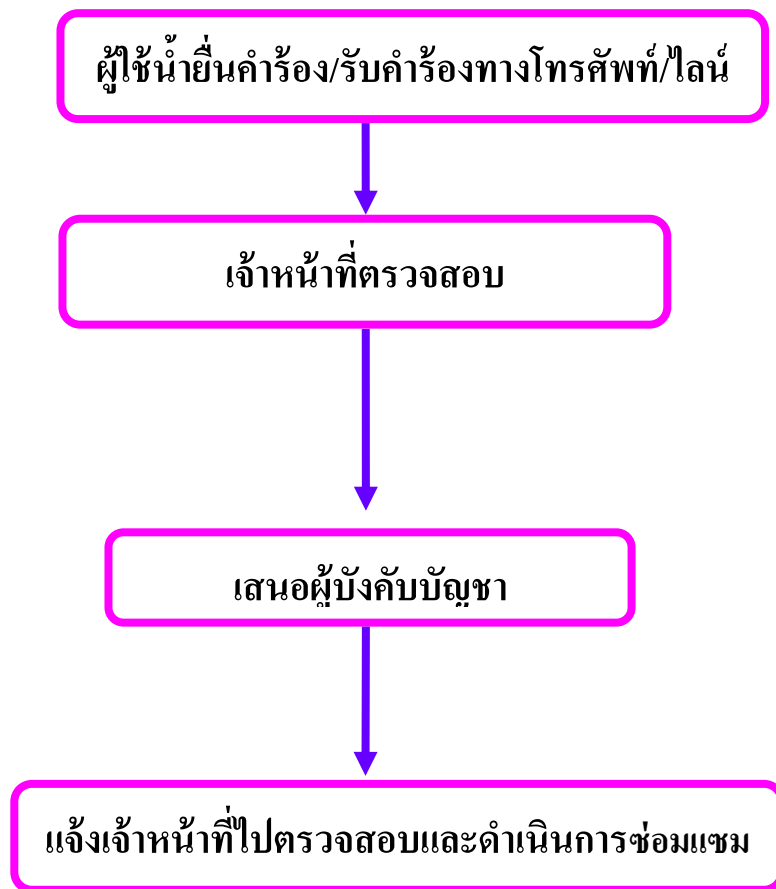 ผู้ใช้น้ำยื่นคำร้อง/รับคำร้องทางโทรศัพท์/ไลน์
เจ้าหน้าที่ตรวจสอบ
เสนอผู้บังคับบัญชา
แจ้งเจ้าหน้าที่ไปตรวจสอบและดำเนินการซ่อมแซม